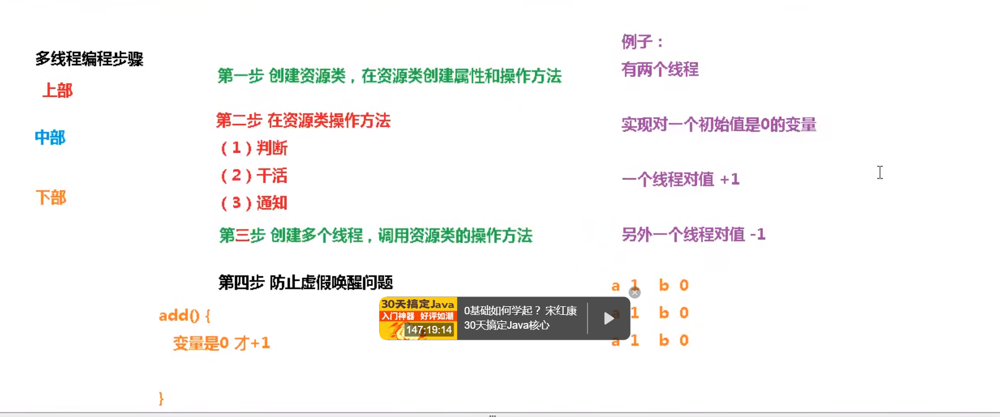 多线程编程步骤
上部
中部
下部
第一步 创建资源类，在资源类创建属性和操作方法
第二步 在资源类操作方法
（1）判断
（2）干活
（3）通知
第三步 创建多个线程，调用资源类的操作方法
第四步 防止虚假唤醒问题
add() {
变量是0 才+1
}
例子：
有两个线程
实现对一个初始值是0的变量
一个线程对值 +1
另外一个线程对值 -1
a 1 b 0
a 1 b 0
a 1 b 0
30天搞定Java
入门神器 好评如潮
147:19:14
0基础如何学起？宋红康
30天搞定Java核心